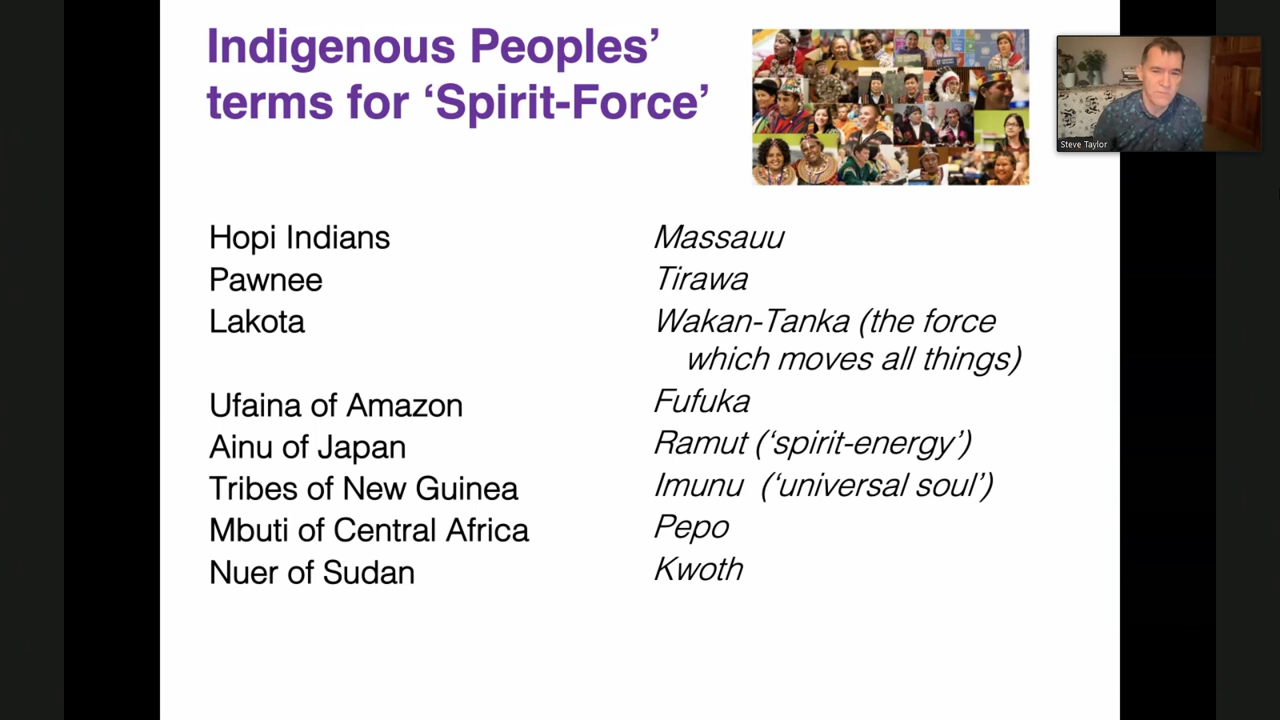 Indigenous Peoples’
terms for ‘Spirit-Force’
Steve Taylor
Hopi Indians Massauu
Pawnee Tirawa
Lakota Wakan-Tanka (the force
which moves all things)
Ufaina of Amazon Fufuka
Ainu of Japan Ramut (‘spirit-energy’)
Tribes of New Guinea Imunu (‘universal soul’)
Mbuti of Central Africa Pepo
Nuer of Sudan Kwoth